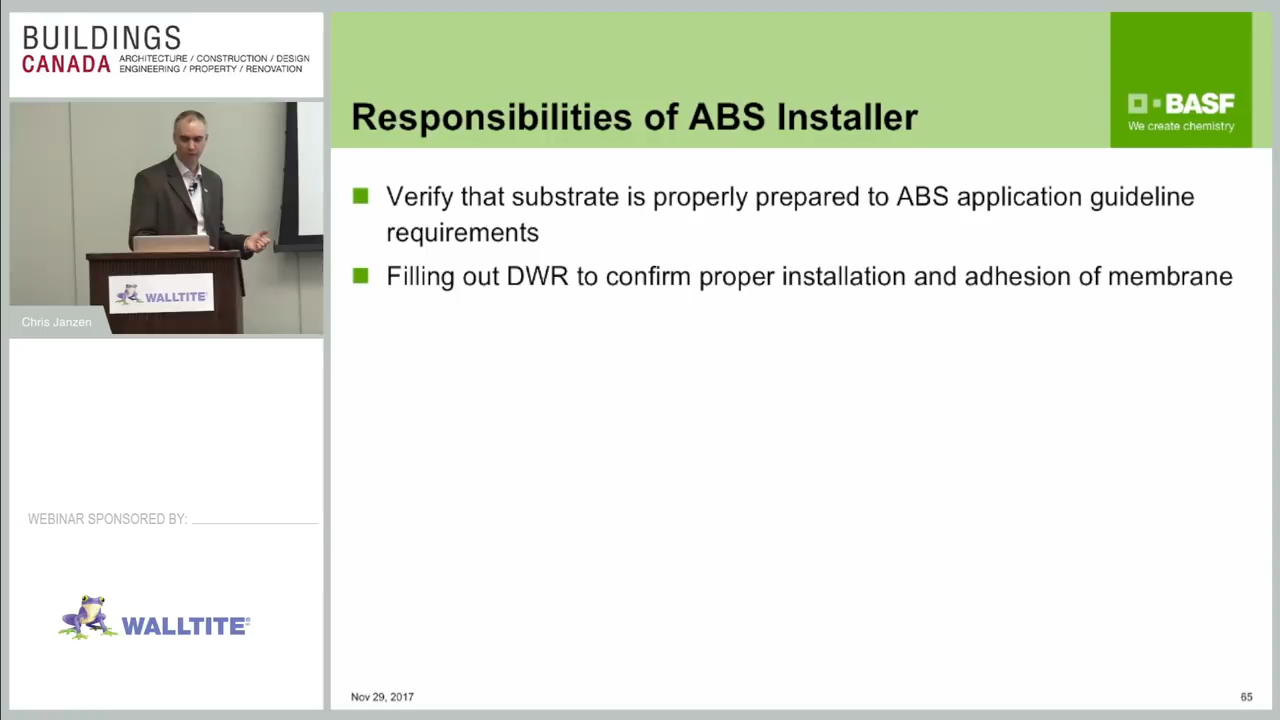 BUILDINGS
CANADA
ARCHITECTURE / CONSTRUCTION / DESIGN
ENGINEERING / PROPERTY / RENOVATION
WALLTITE
Chris Janzen
WEBINAR SPONSORED BY:
WALLTITE®
Responsibilities of ABS Installer
BASF
We create chemistry
Verify that substrate is properly prepared to ABS application guideline
requirements
Filling out DWR to confirm proper installation and adhesion of membrane
Nov 29, 2017
65